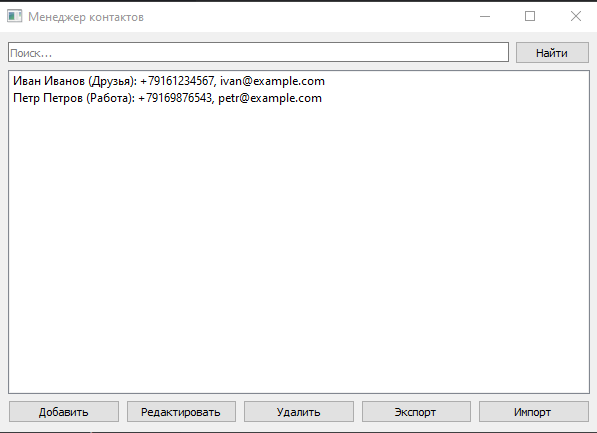 Менеджер контактов
Поиск...
Найти
Иван Иванов (Друзья): +79161234567, ivan@example.com
Петр Петров (Работа): +79169876543, petr@example.com
Добавить
Редактировать
Удалить
Экспорт
Импорт